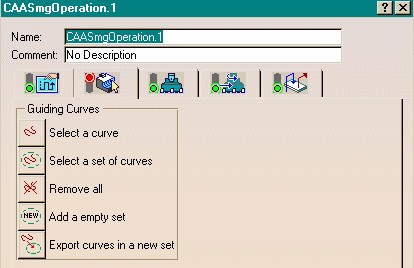 CAASmgOperation.1
Name: CAASmgOperation.1
Comment: No Description
Guiding Curves
Select a curve
Select a set of curves
Remove all
NEW Add a empty set
Export curves in a new set